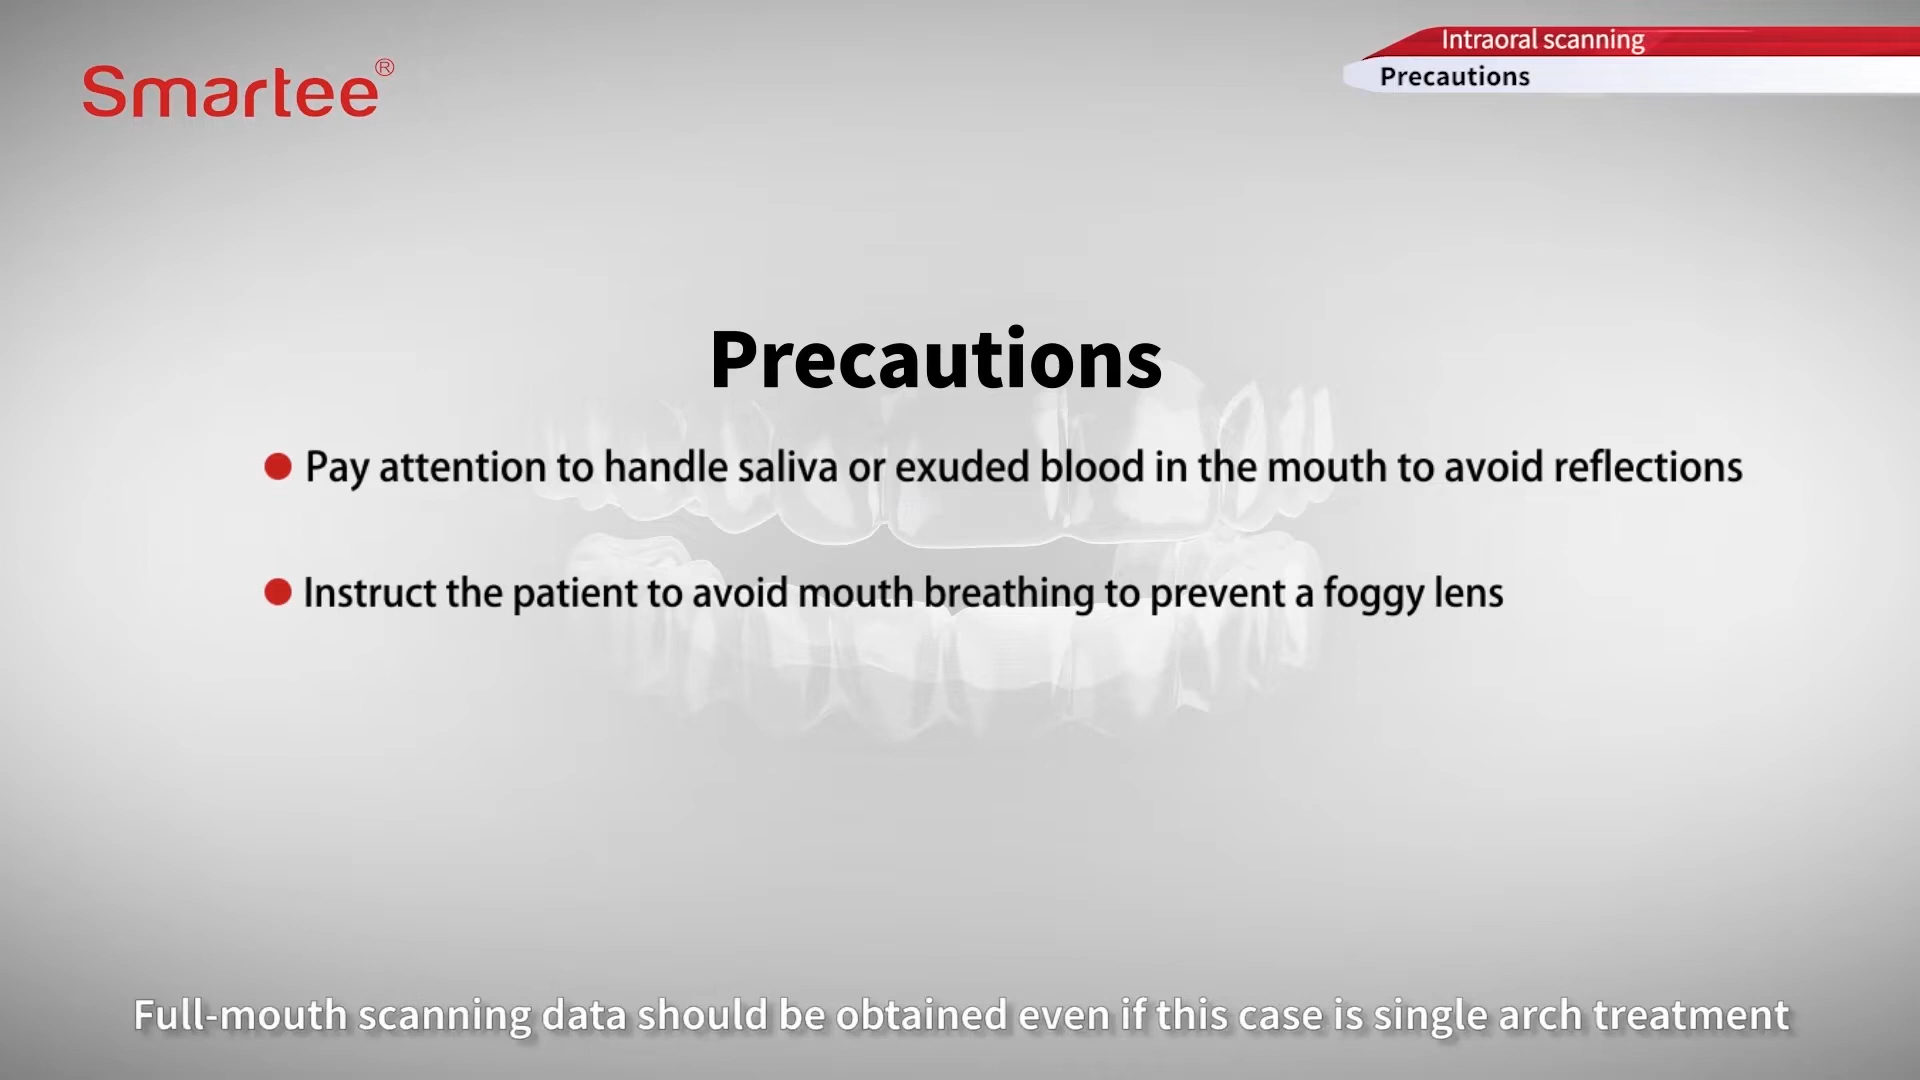 Smartee®
Intraoral scanning
Precautions
Precautions
Pay attention to handle saliva or exuded blood in the mouth to avoid reflections
Instruct the patient to avoid mouth breathing to prevent a foggy lens
Full-mouth scanning data should be obtained even if this case is single arch treatment